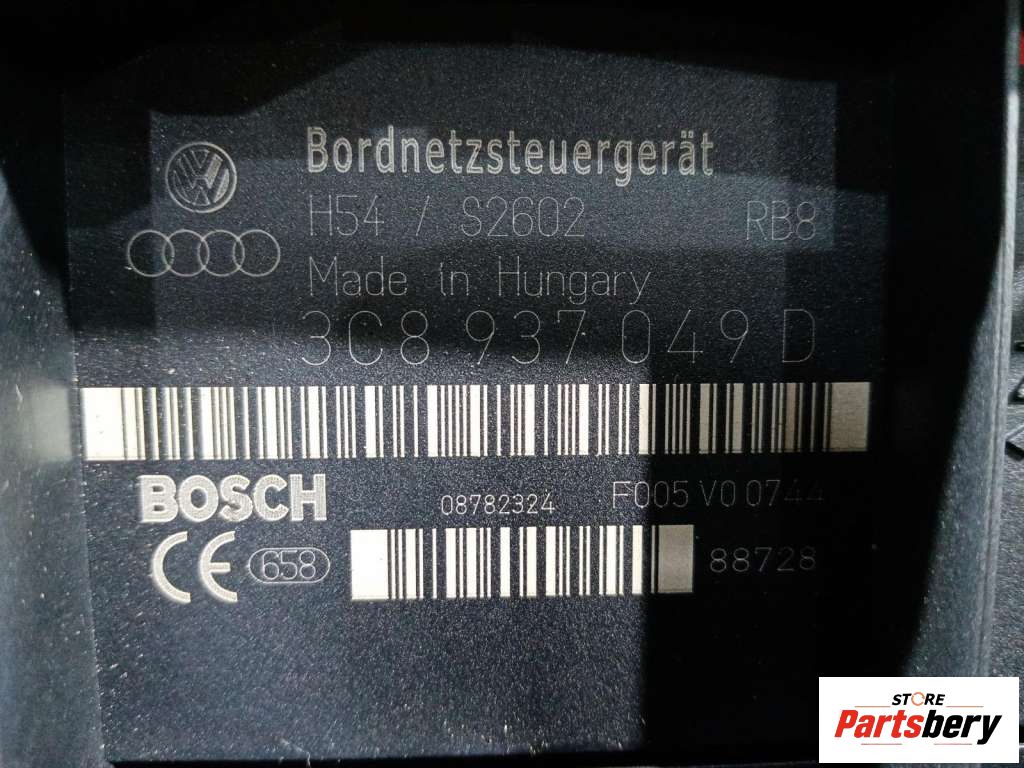 Bordnetzsteuergerät
H54 / S2602 RB8
Made in Hungary
3C8 937 049 D
BOSCH 08782324 F005 V0 0744
CE 658 88728
STORE
Partsbery